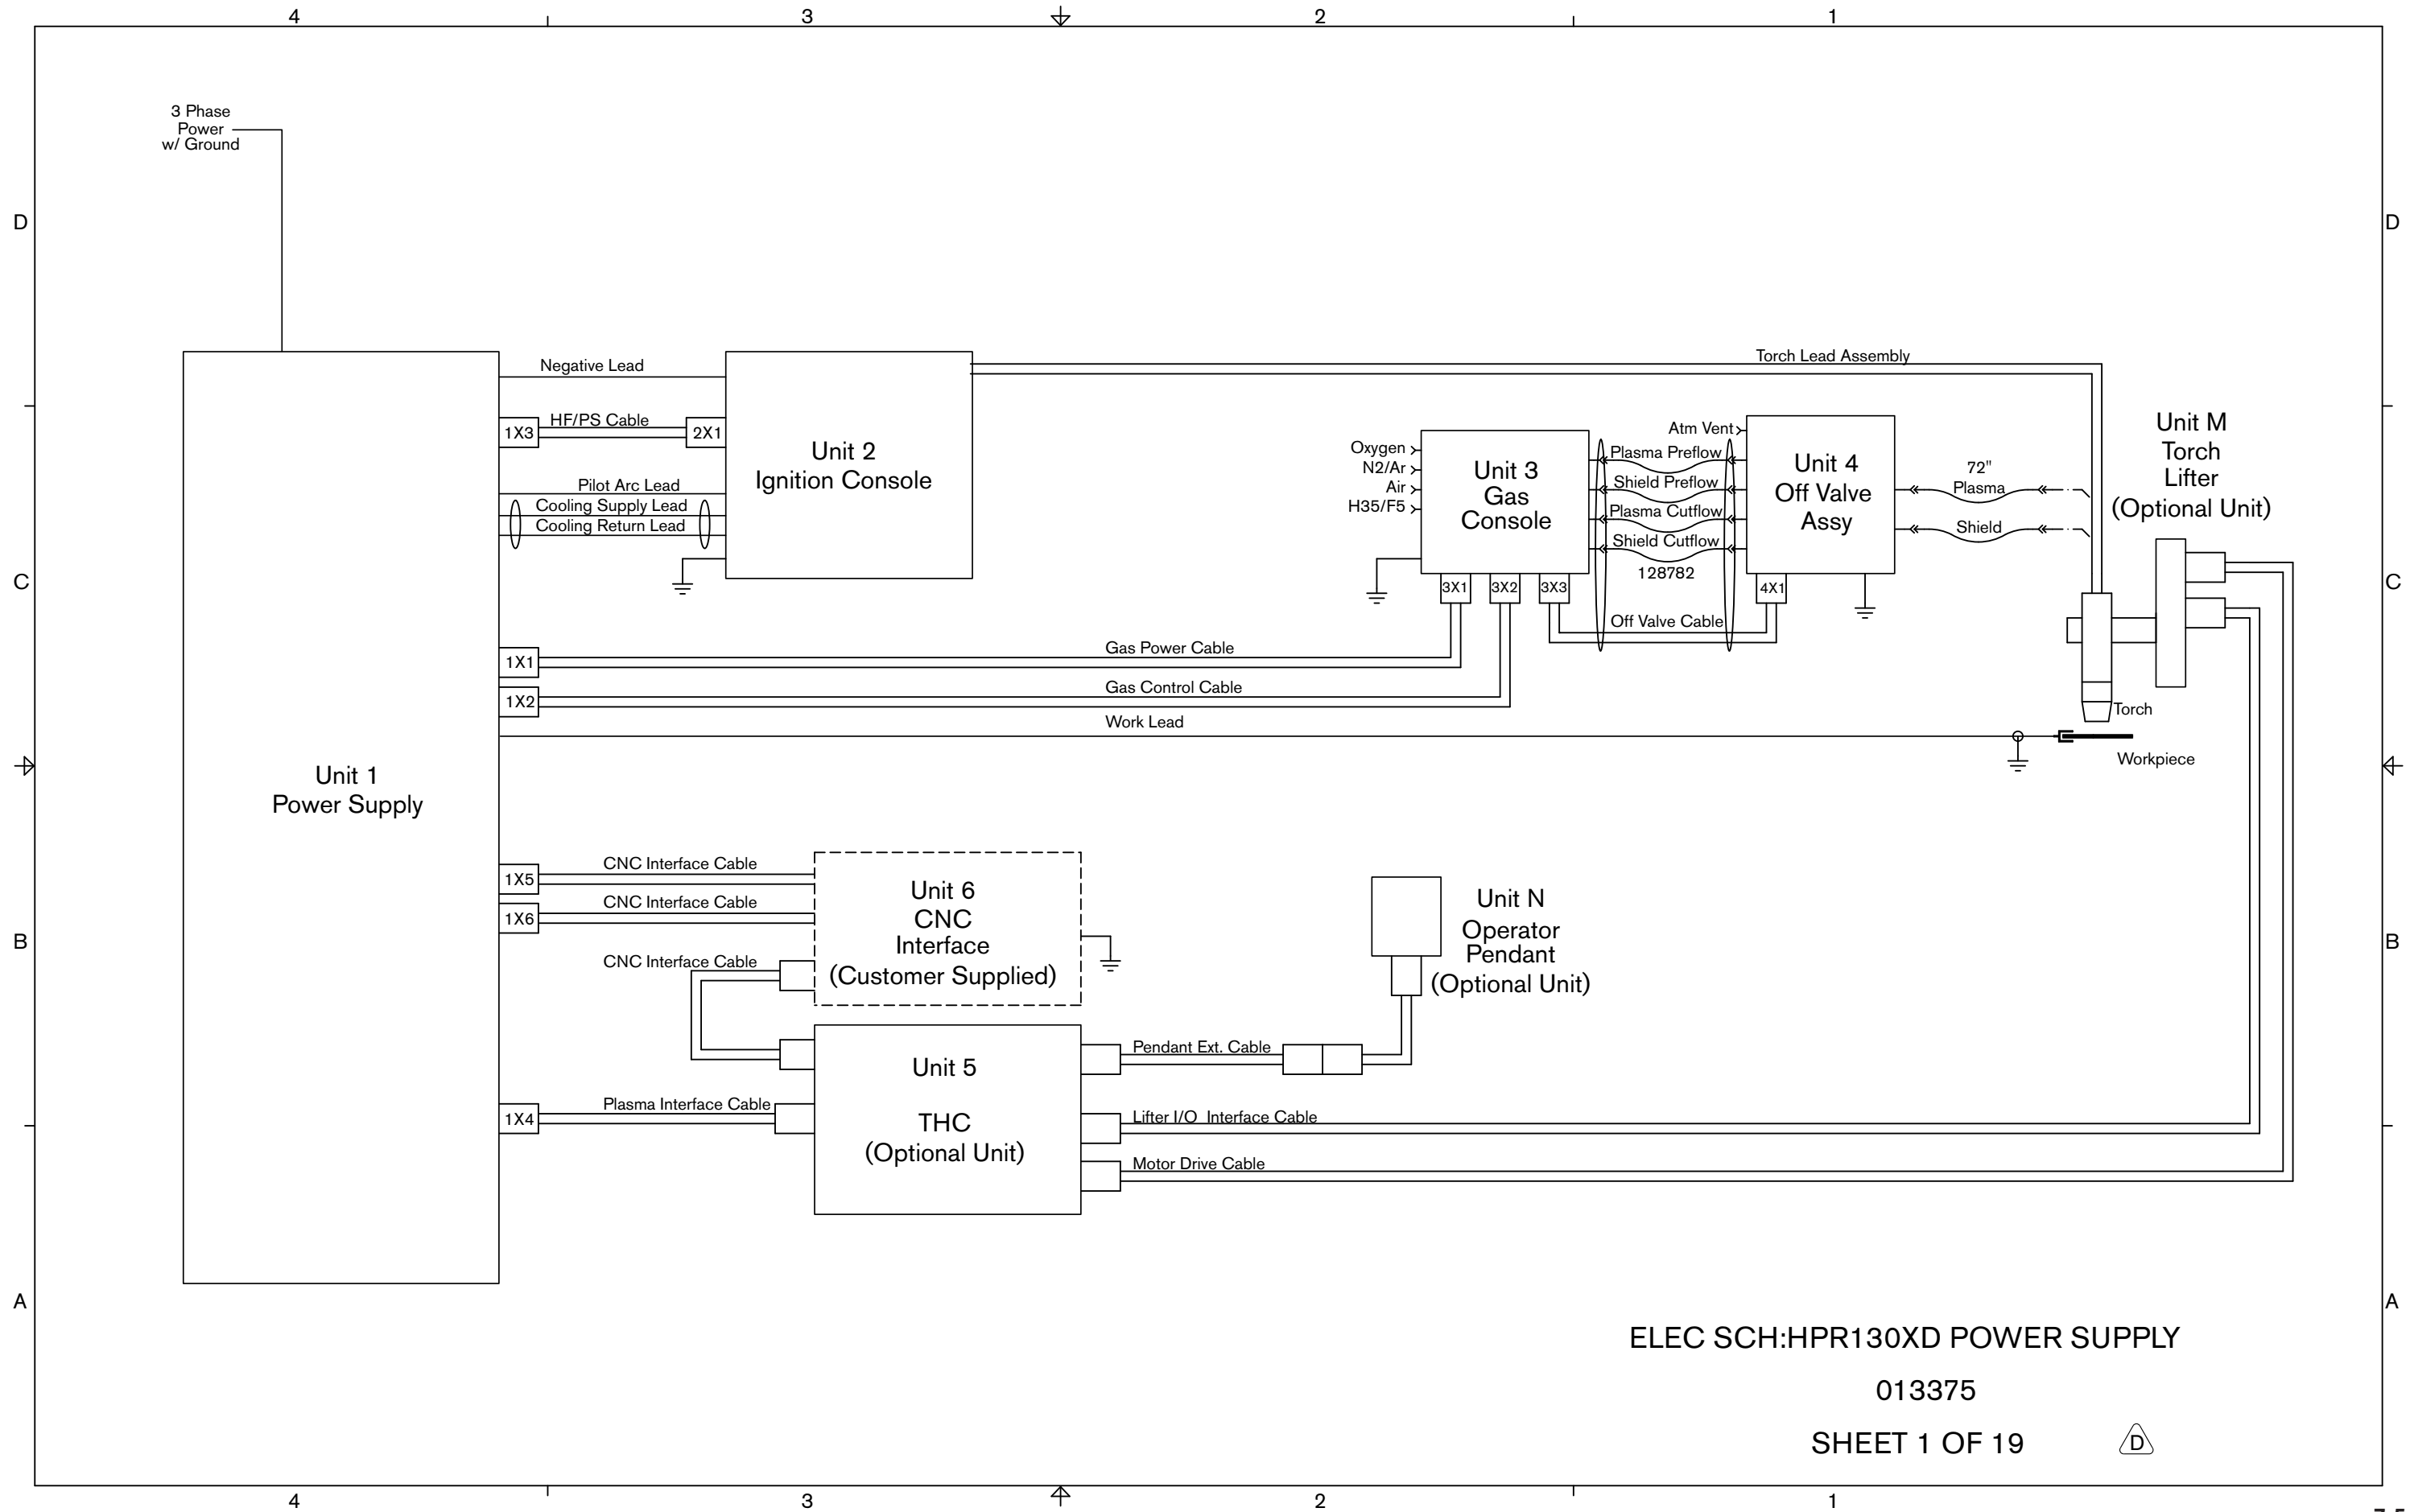 4
3
2
1
3 Phase
Power
w/ Ground
D
D
Negative Lead
Torch Lead Assembly
1X3
HF/PS Cable
2X1
Unit 2
Ignition Console
Pilot Arc Lead
Cooling Supply Lead
Cooling Return Lead
Oxygen
N2/Ar
Air
H35/F5
Unit 3
Gas
Console
Atm Vent
Plasma Preflow
Shield Preflow
Plasma Cutflow
Shield Cutflow
128782
Unit 4
Off Valve
Assy
72"
Plasma
Shield
Unit M
Torch
Lifter
(Optional Unit)
C
C
3X1
3X2
3X3
4X1
Off Valve Cable
1X1
Gas Power Cable
1X2
Gas Control Cable
Work Lead
Torch
Workpiece
Unit 1
Power Supply
1X5
CNC Interface Cable
1X6
CNC Interface Cable
CNC Interface Cable
Unit 6
CNC
Interface
(Customer Supplied)
Unit N
Operator
Pendant
(Optional Unit)
B
B
Unit 5
THC
(Optional Unit)
Pendant Ext. Cable
1X4
Plasma Interface Cable
Lifter I/O Interface Cable
Motor Drive Cable
A
A
ELEC SCH:HPR130XD POWER SUPPLY
013375
SHEET 1 OF 19
D
4
3
2
1